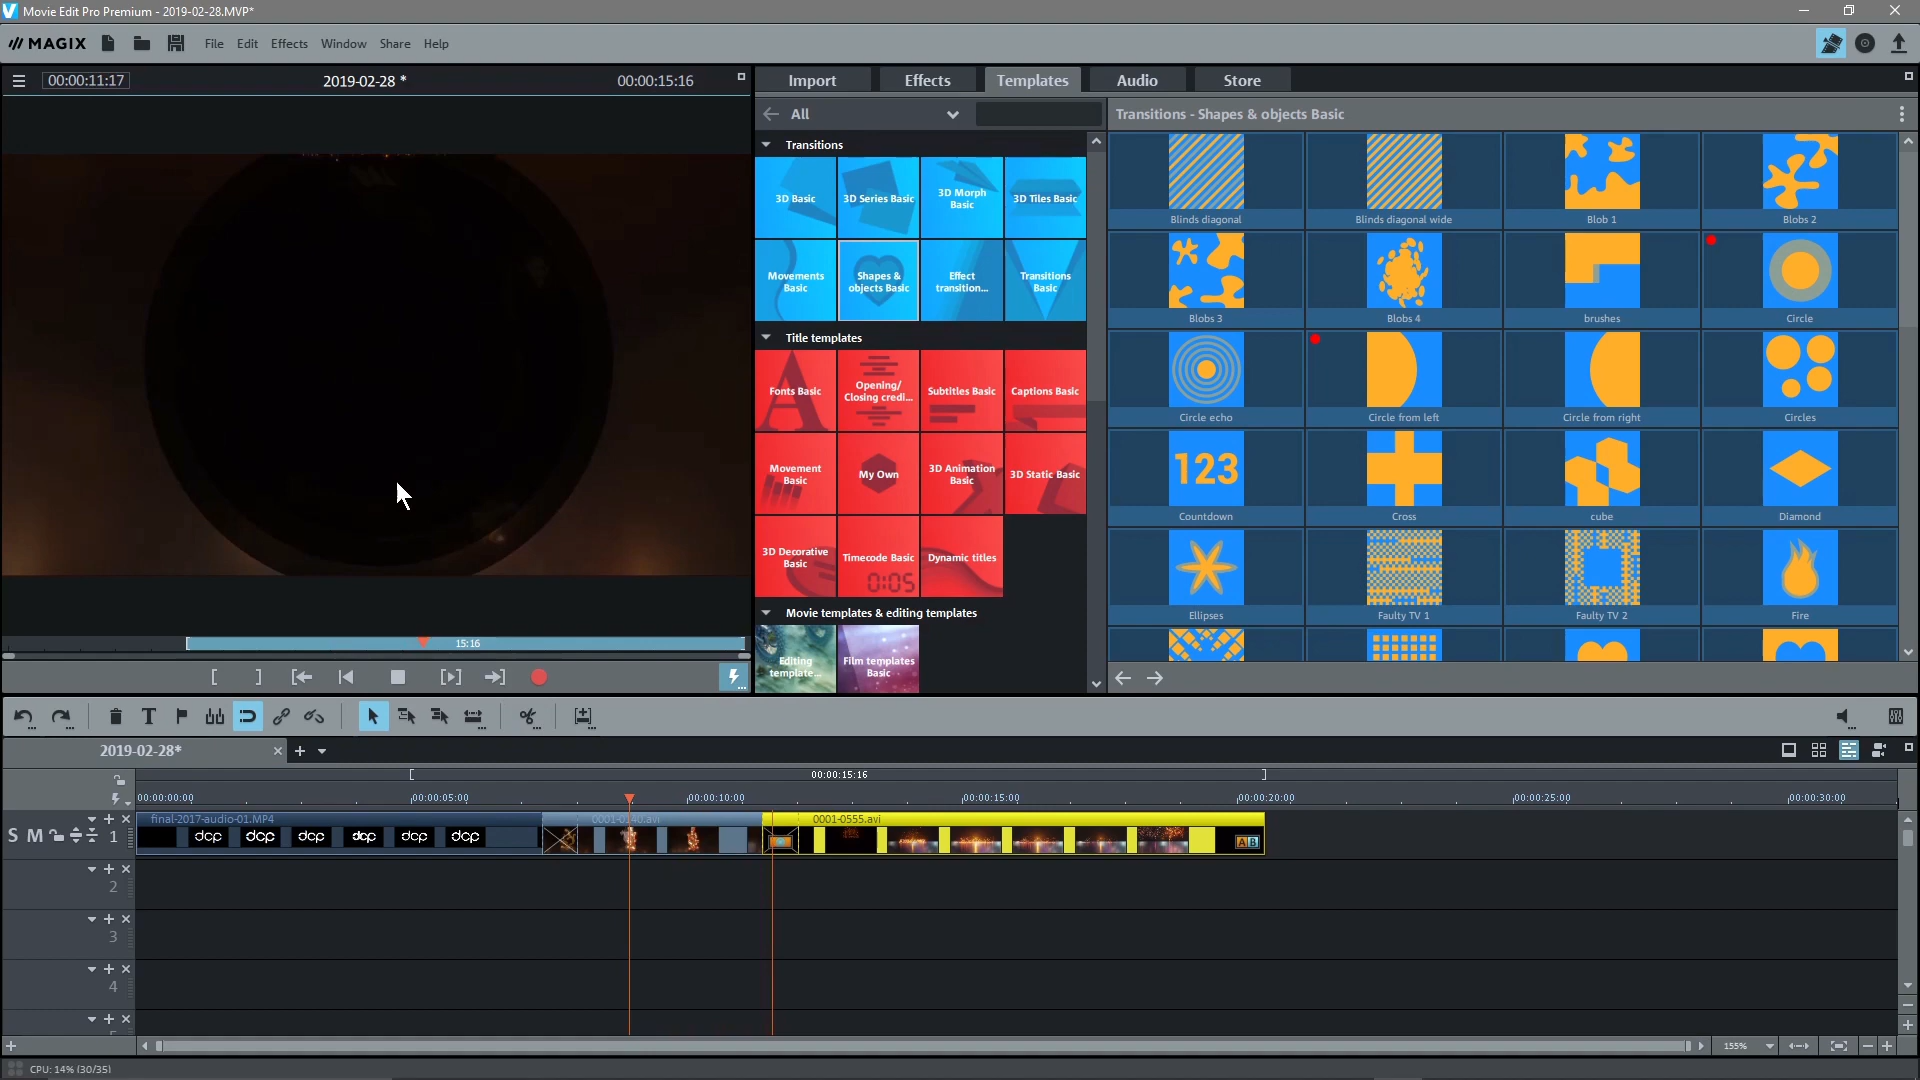 Movie Edit Pro Premium - 2019-02-28.MVP*
MAGIX File Edit Effects Window Share Help
00:00:11:17 2019-02-28 * 00:00:15:16
Import Effects Templates Audio Store
All
Transitions - Shapes & objects Basic
Transitions
3D Basic
3D Series Basic
3D Morph
Basic
3D Tiles Basic
Movements
Basic
Shapes &
objects Basic
Effect
transition...
Transitions
Basic
Title templates
Fonts Basic
Opening/
Closing credi...
Subtitles Basic
Captions Basic
Movement
Basic
My Own
3D Animation
Basic
3D Static Basic
3D Decorative
Basic
Timecode Basic
0:05
Dynamic titles
Movie templates & editing templates
Editing
template...
Film templates
Basic
Blinds diagonal
Blinds diagonal wide
Blob 1
Blobs 2
Blobs 3
Blobs 4
brushes
Circle
Circle echo
Circle from left
Circle from right
Circles
123
Countdown
Cross
cube
Diamond
Ellipses
Faulty TV 1
Faulty TV 2
Fire
15:16
2019-02-28*
00:00:15:16
00:00:00:00 00:00:05:00 00:00:10:00 00:00:15:00 00:00:20:00 00:00:25:00 00:00:30:00
final-2017-audio-01.MP4 0001-0140.avi 0001-0555.avi
S M 1
dcp dcp dcp dcp dcp dcp
A B
2
3
4
155%
CPU: 14% (30/35)